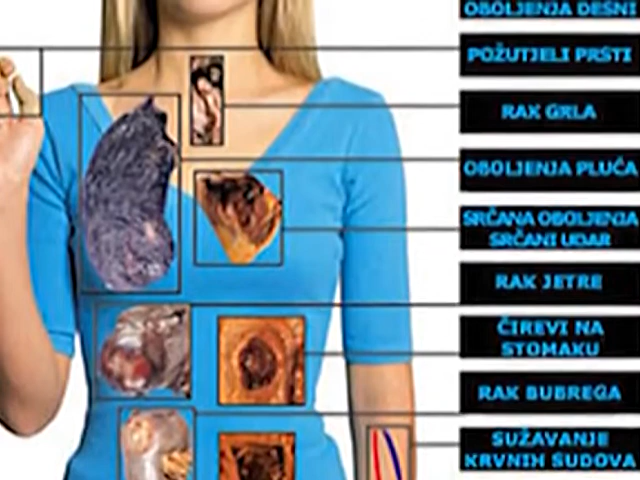 OBOLJENJA DESNI
POŽUTJELI PRSTI
RAK GRLA
OBOLJENJA PLUĆA
SRČANA OBOLJENJA
SRČANI UDAR
RAK JETRE
ČIREVI NA
STOMAKU
RAK BUBREGA
SUŽAVANJE
KRVNIH SUDOVA